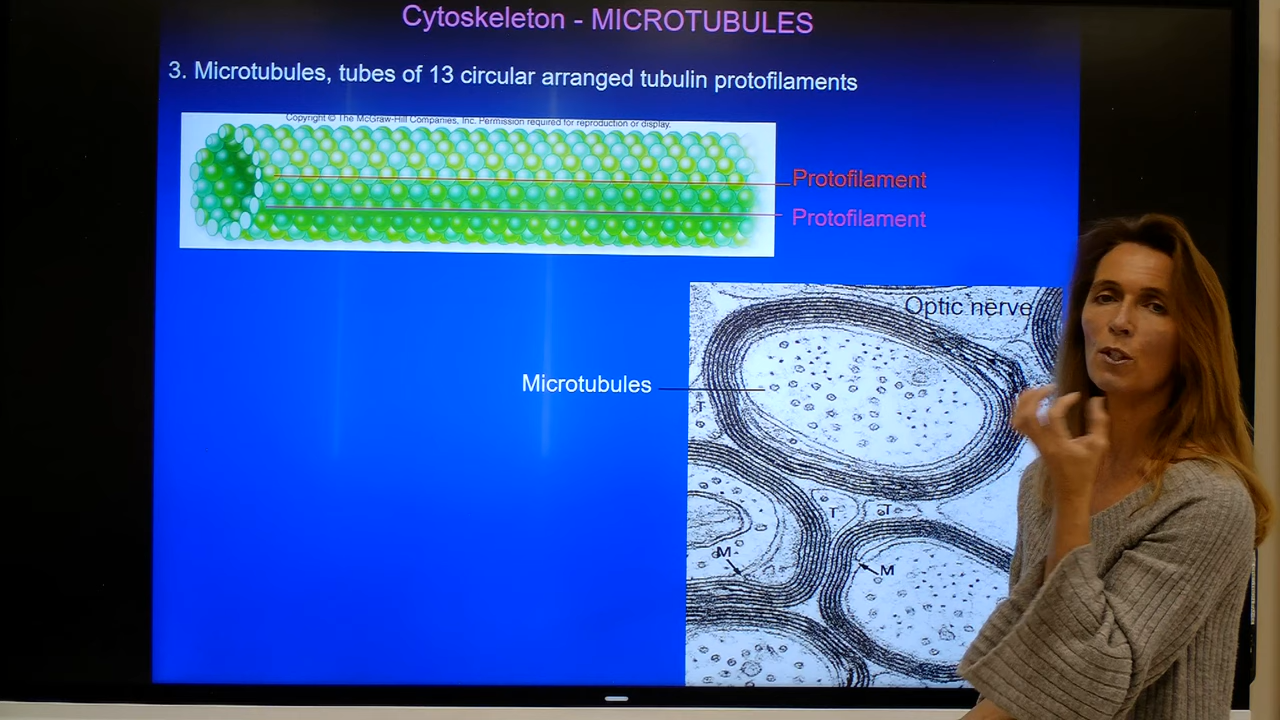 Cytoskeleton - MICROTUBULES
3. Microtubules, tubes of 13 circular arranged tubulin protofilaments
Copyright © The McGraw-Hill Companies, Inc. Permission required for reproduction or display.
Protofilament
Protofilament
Optic nerve
Microtubules
T
T
T
M
M